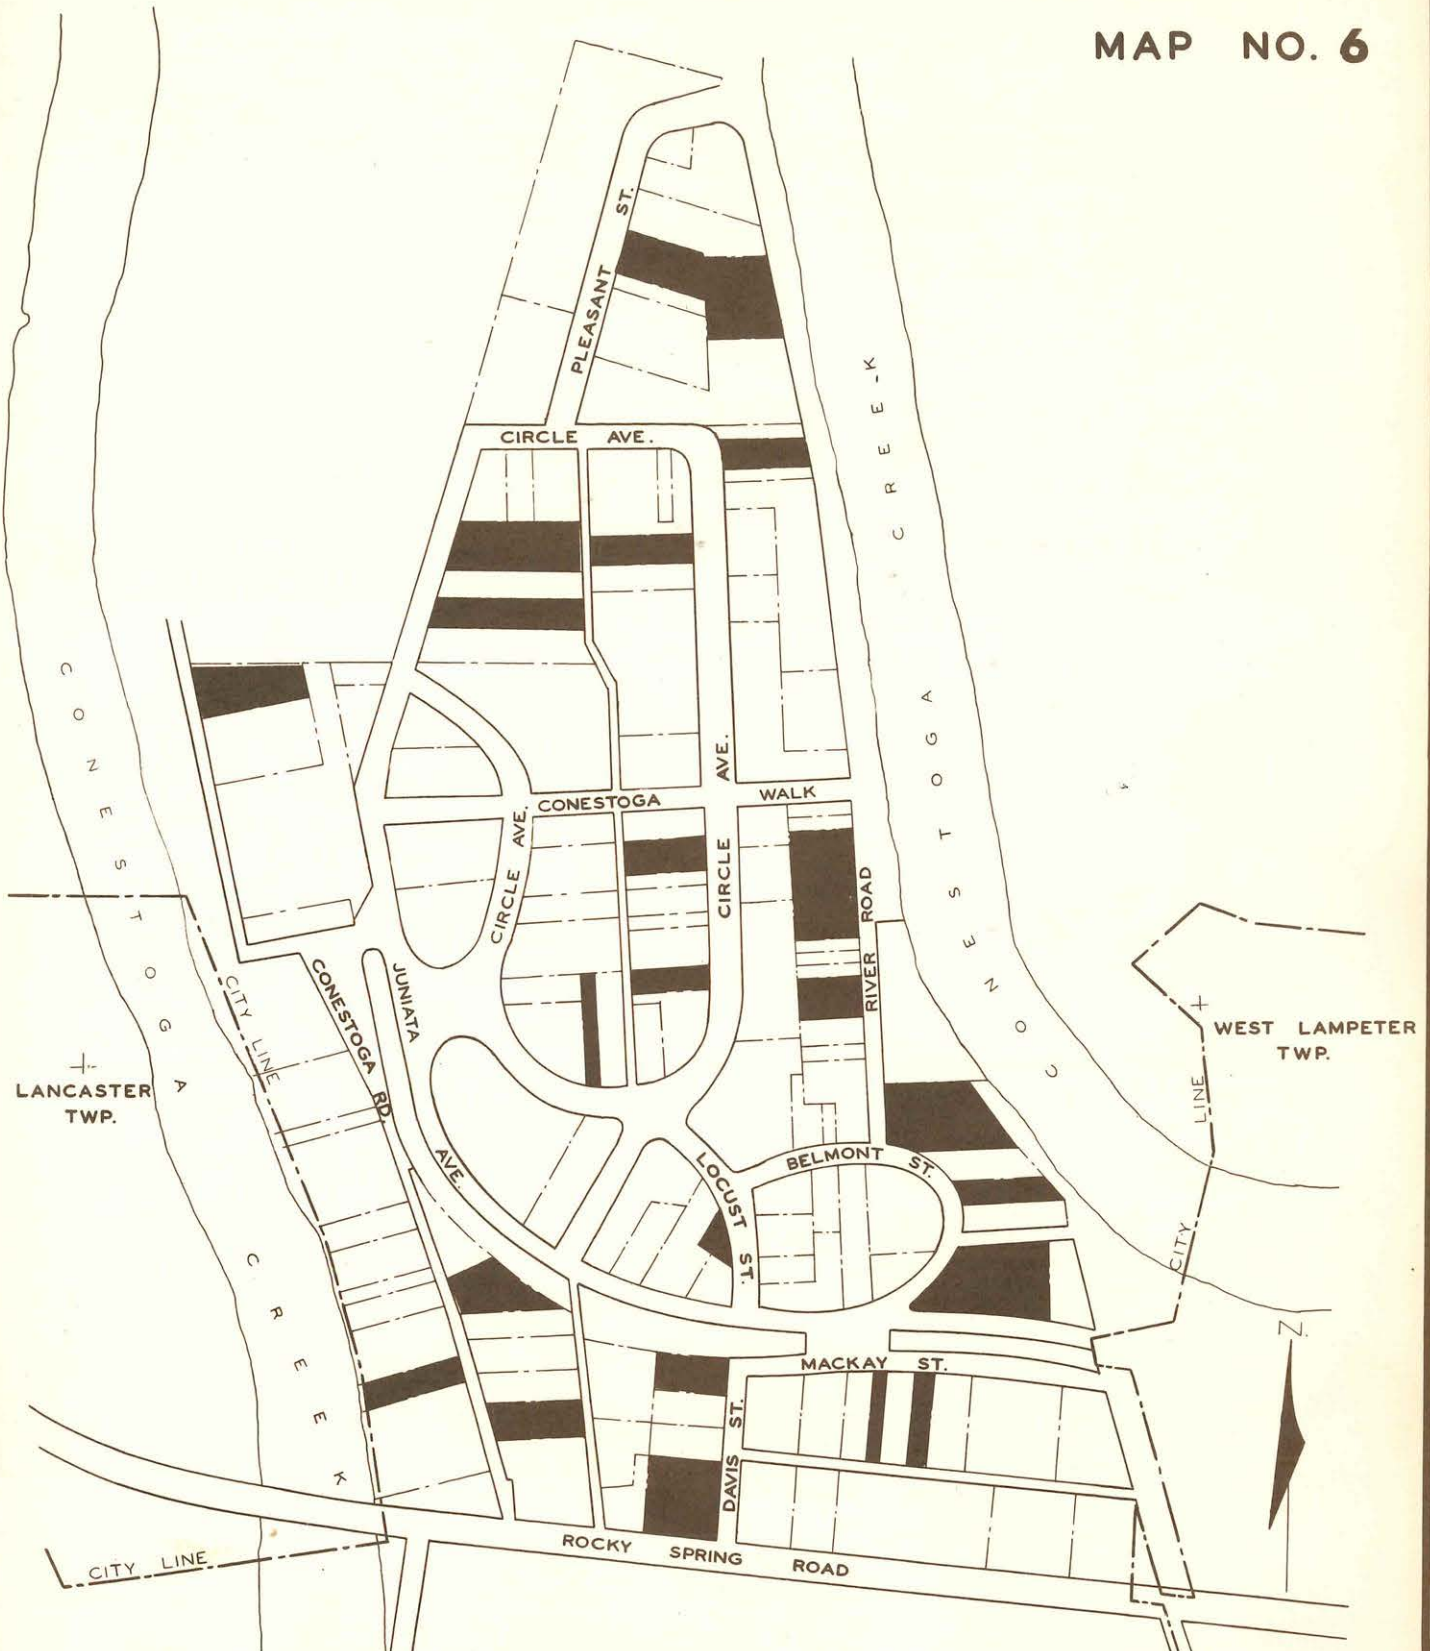 MAP NO. 6
PLEASANT ST.
CIRCLE AVE.
CONESTOGA CREE-K
CONESTOGA CREEK
CIRCLE AVE.
CONESTOGA WALK
CIRCLE AVE.
RIVER ROAD
JUNIATA AVE.
CONESTOGA RD.
CITY LINE
LANCASTER
TWP.
WEST LAMPETER
TWP.
CITY LINE
LOCUST ST.
BELMONT ST.
MACKAY ST.
DAVIS ST.
ROCKY SPRING ROAD
CITY LINE
N